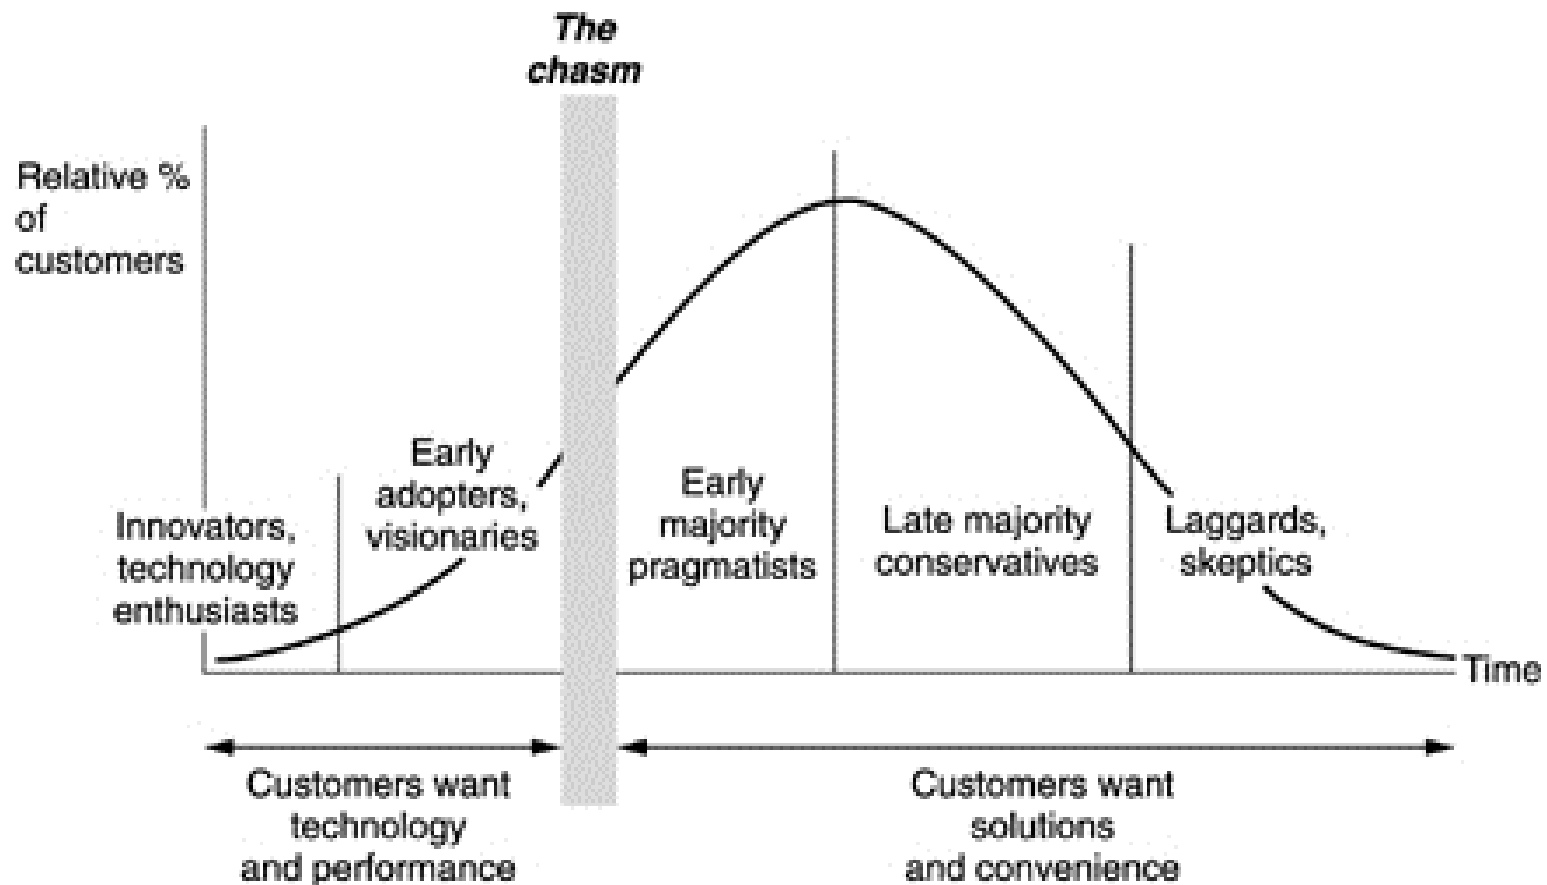 The
chasm
Relative %
of
customers
Innovators,
technology
enthusiasts
Early
adopters,
visionaries
Early
majority
pragmatists
Late majority
conservatives
Laggards,
skeptics
Time
Customers want
technology
and performance
Customers want
solutions
and convenience